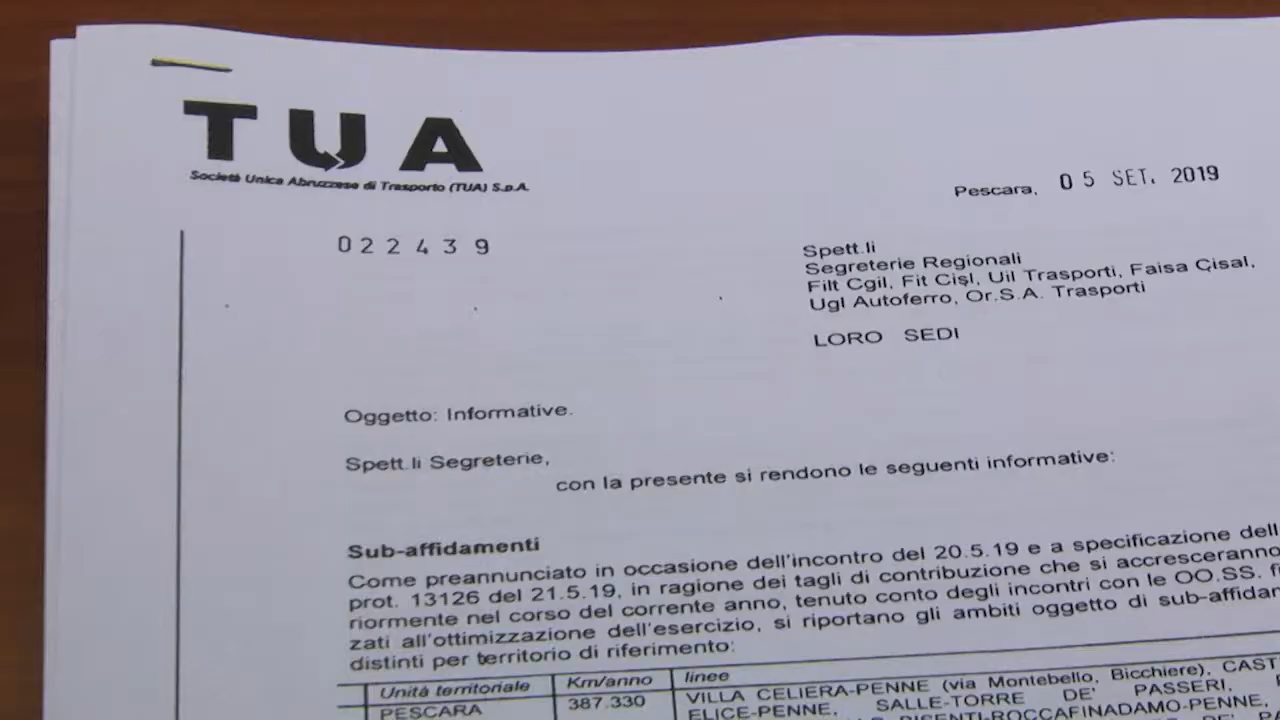 TUA
Società Unica Abruzzese di Trasporto (TUA) S.p.A.
Pescara, 05 SET. 2019
022439
Spett.li
Segreterie Regionali
Filt Cgil, Fit Cisl, Uil Trasporti, Faisa Cisal,
Ugl Autoferro, Or.S.A. Trasporti
LORO SEDI
Oggetto: Informative.
Spett.li Segreterie,
con la presente si rendono le seguenti informative:
Sub-affidamenti
Come preannunciato in occasione dell'incontro del 20.5.19 e a specificazione dell
prot. 13126 del 21.5.19, in ragione dei tagli di contribuzione che si accresceranno
riormente nel corso del corrente anno, tenuto conto degli incontri con le OO.SS. fi
zati all'ottimizzazione dell'esercizio, si riportano gli ambiti oggetto di sub-affidam
distinti per territorio di riferimento:
Unità territoriale Km/anno linee
PESCARA 387.330 VILLA CELIERA-PENNE (via Montebello, Bicchiere), CAST
ELICE-PENNE, SALLE-TORRE DE' PASSERI,
BISENTI-ROCCAFINADAMO-PENNE,